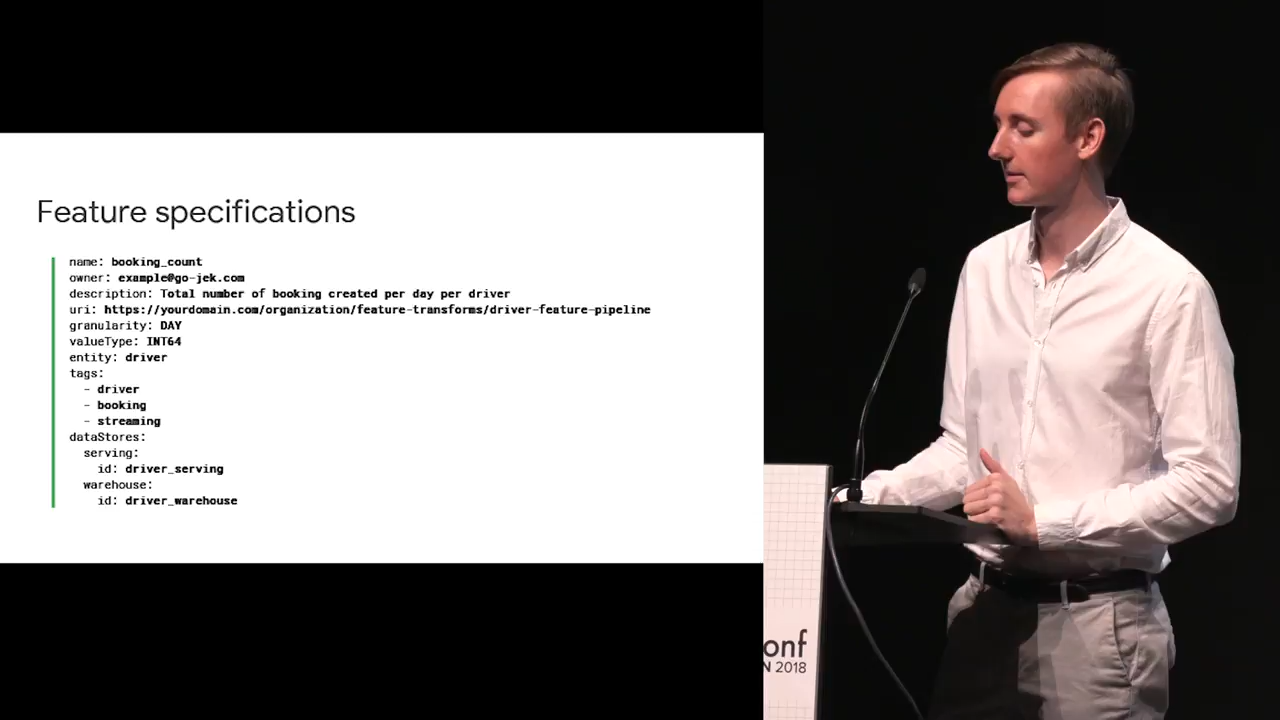 Feature specifications
name: booking_count
owner: example@go-jek.com
description: Total number of booking created per day per driver
uri: https://yourdomain.com/organization/feature-transforms/driver-feature-pipeline
granularity: DAY
valueType: INT64
entity: driver
tags:
- driver
- booking
- streaming
dataStores:
serving:
id: driver_serving
warehouse:
id: driver_warehouse
onf
N 2018